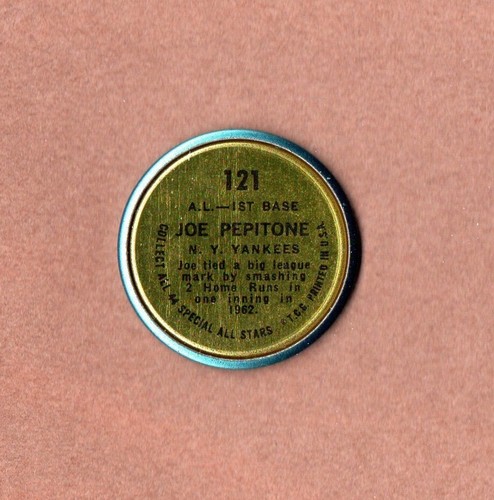 121
A.L.—1ST BASE
JOE PEPITONE
N. Y. YANKEES
Joe tied a big league
mark by smashing
2 Home Runs in
one inning in
1962.
COLLECT ALL 44 SPECIAL ALL STARS ©T.C.G. PRINTED IN U.S.A.